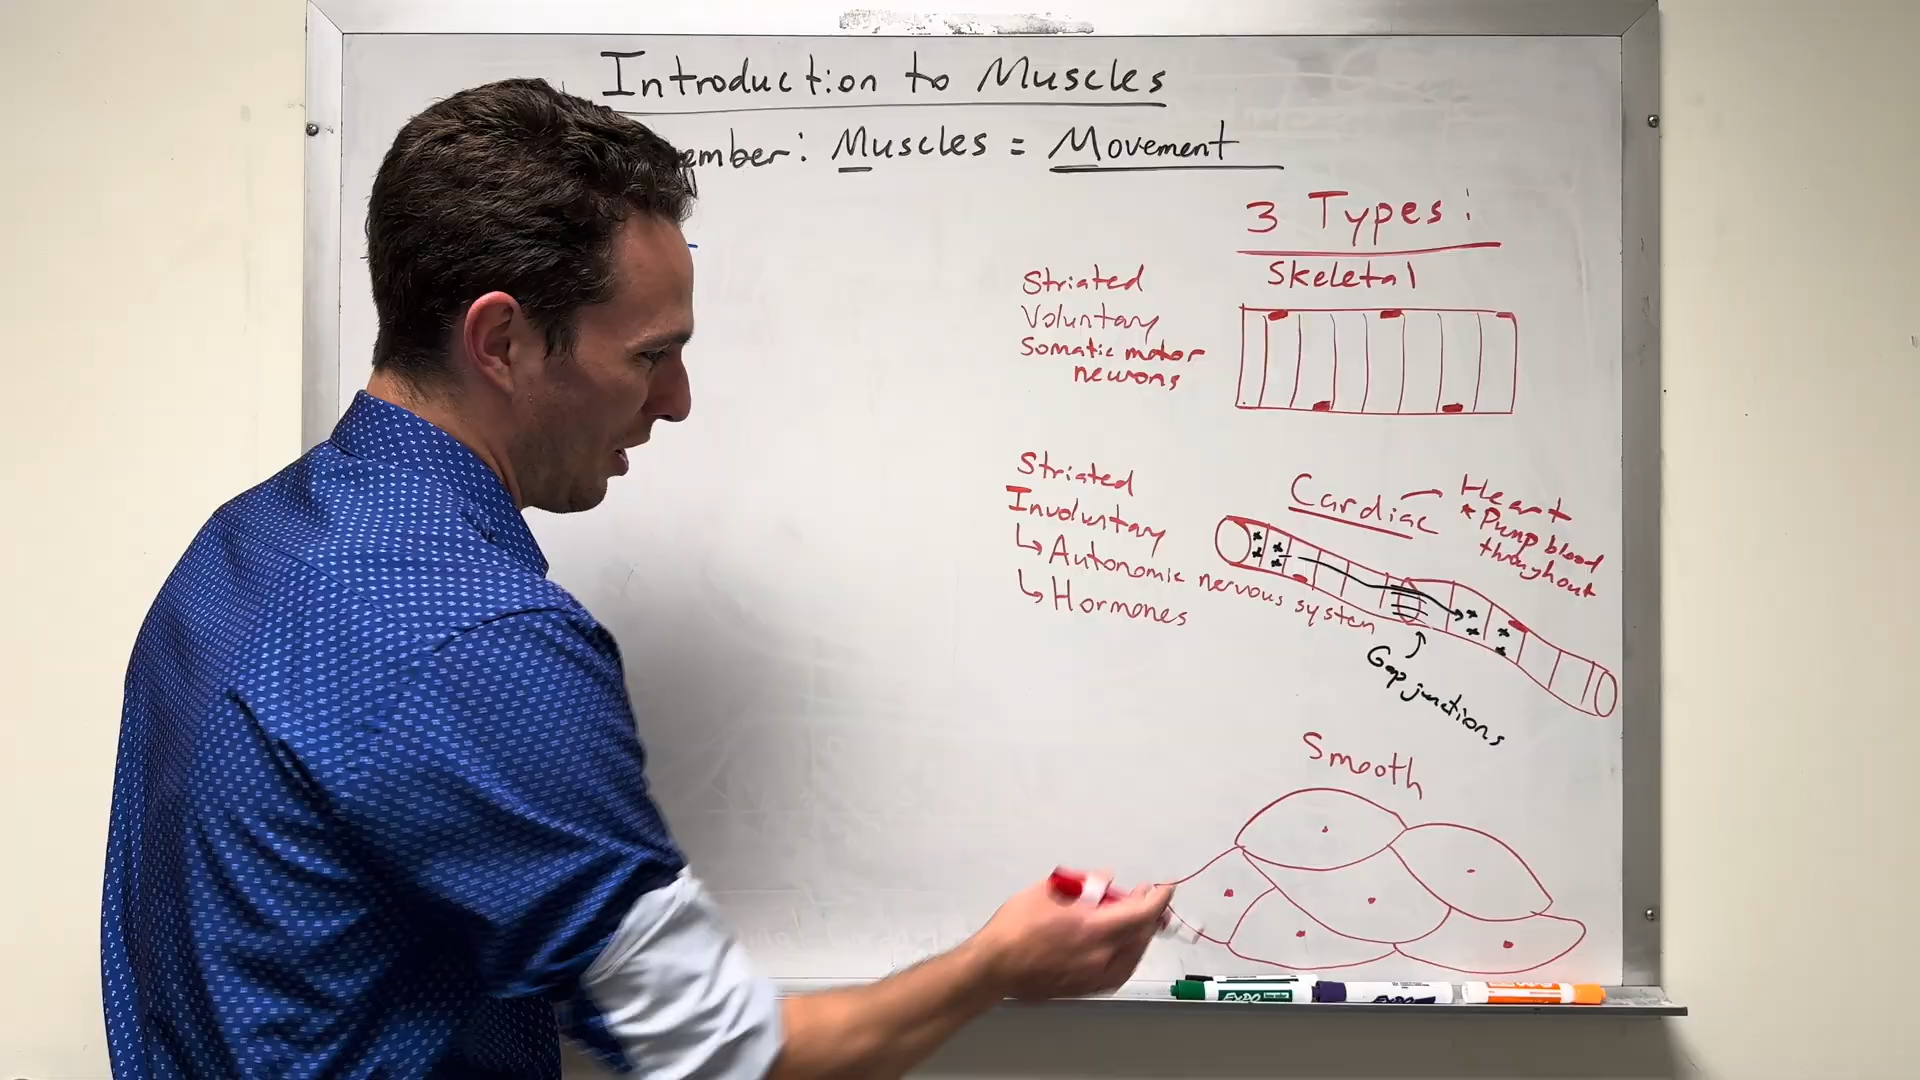 Introduction to Muscles
ember: Muscles = Movement
3 Types:
Skeletal
Striated
Voluntary
Somatic motor
neurons
Cardiac - Heart
* Pump blood
throughout
Striated
Involuntary
↳ Autonomic nervous system
↳ Hormones
Gap junctions
Smooth
EXPO
EXPO